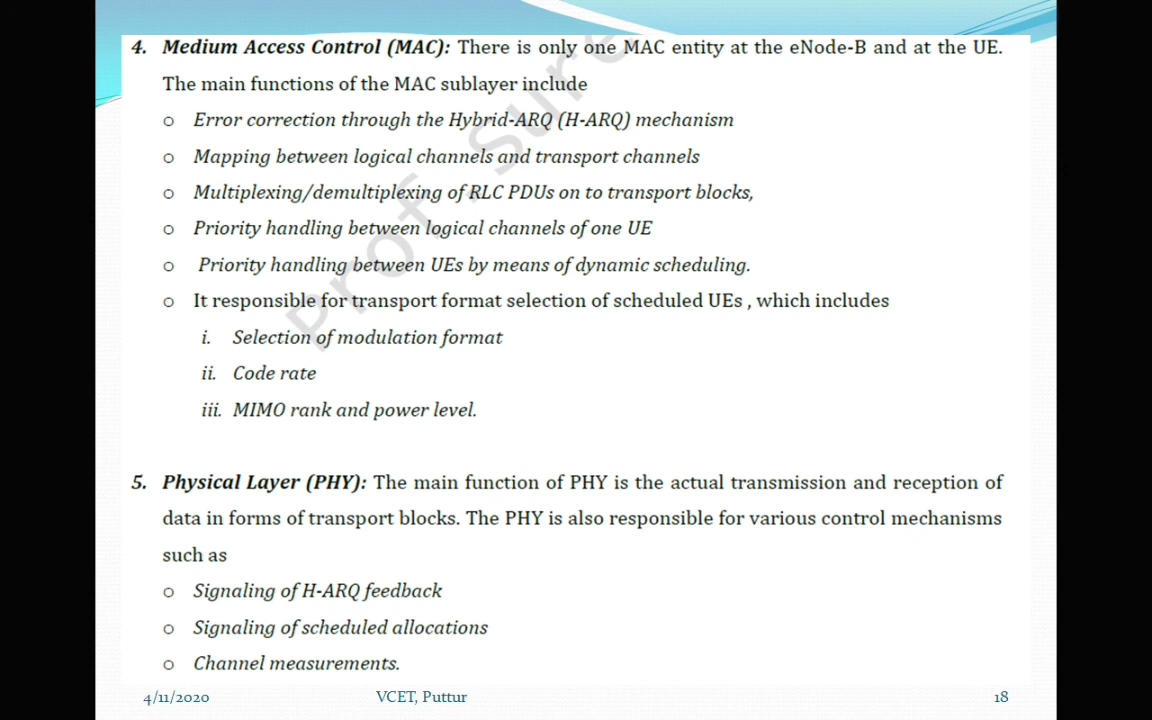 4. Medium Access Control (MAC): There is only one MAC entity at the eNode-B and at the UE.
The main functions of the MAC sublayer include
o Error correction through the Hybrid-ARQ (H-ARQ) mechanism
o Mapping between logical channels and transport channels
o Multiplexing/demultiplexing of RLC PDUs on to transport blocks,
o Priority handling between logical channels of one UE
o Priority handling between UEs by means of dynamic scheduling.
o It responsible for transport format selection of scheduled UEs , which includes
i. Selection of modulation format
ii. Code rate
iii. MIMO rank and power level.
5. Physical Layer (PHY): The main function of PHY is the actual transmission and reception of
data in forms of transport blocks. The PHY is also responsible for various control mechanisms
such as
o Signaling of H-ARQ feedback
o Signaling of scheduled allocations
o Channel measurements.
Prof. Sure
4/11/2020 VCET, Puttur 18